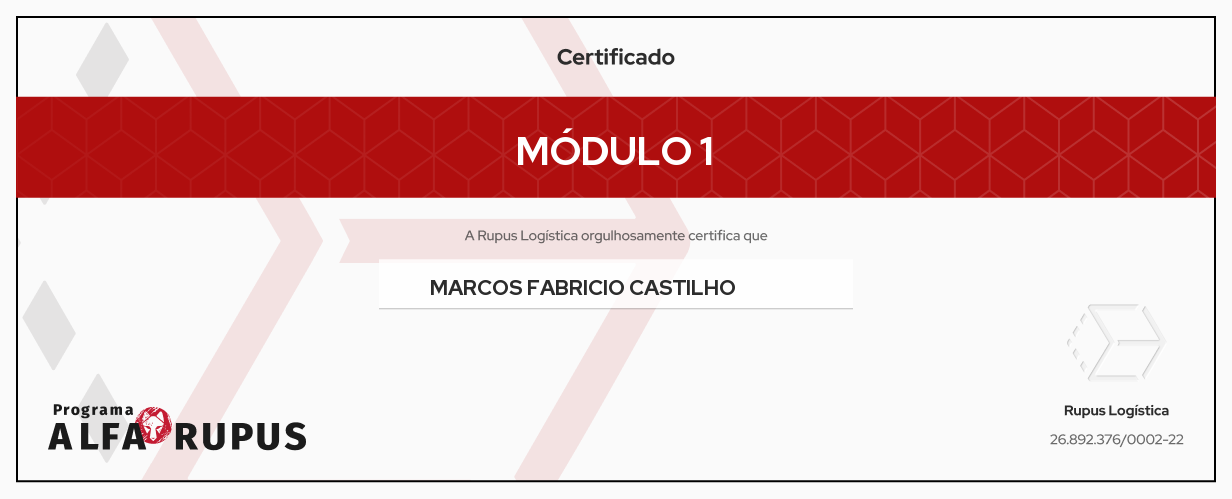 Certificado
MÓDULO 1
A Rupus Logística orgulhosamente certifica que
MARCOS FABRICIO CASTILHO
Programa
ALFA RUPUS
Rupus Logística
26.892.376/0002-22